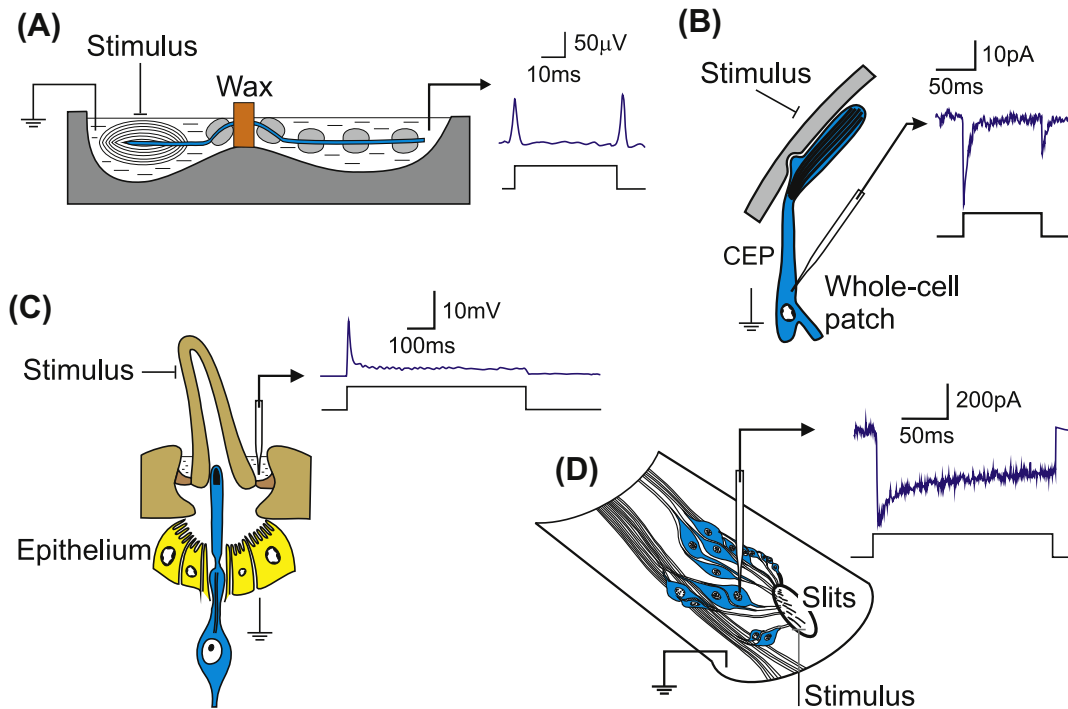 (A)
Stimulus
Wax
50μV
10ms
(B)
Stimulus
10pA
50ms
CEP
Whole-cell
patch
(C)
Stimulus
10mV
100ms
Epithelium
(D)
200pA
50ms
Slits
Stimulus